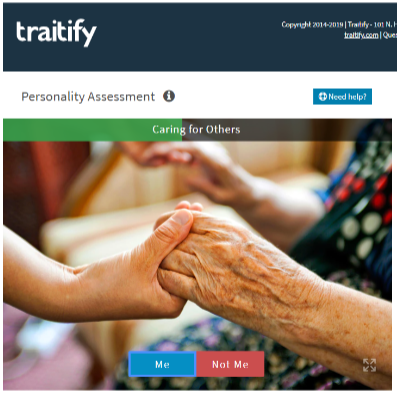 traitify
Copyright 2014-2019 | Traitify - 101 N.
traitify.com | Ques
Personality Assessment
Need help?
Caring for Others
Me
Not Me